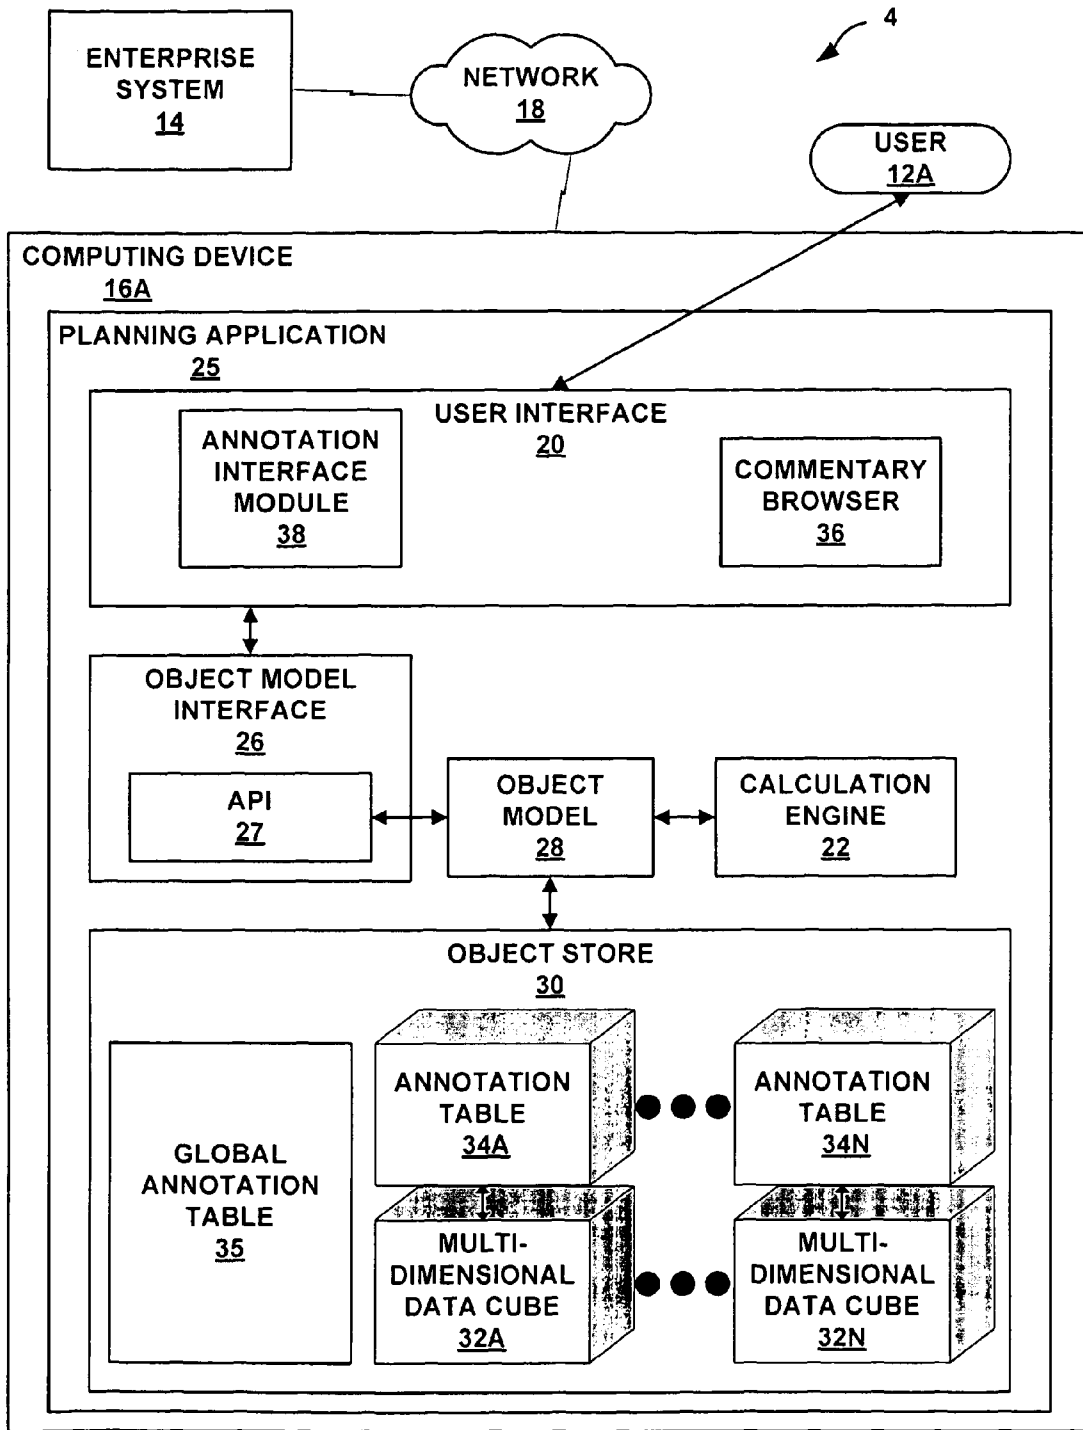 4
ENTERPRISE
SYSTEM
14
NETWORK
18
USER
12A
COMPUTING DEVICE
16A
PLANNING APPLICATION
25
USER INTERFACE
20
ANNOTATION
INTERFACE
MODULE
38
COMMENTARY
BROWSER
36
OBJECT MODEL
INTERFACE
26
API
27
OBJECT
MODEL
28
CALCULATION
ENGINE
22
OBJECT STORE
30
GLOBAL
ANNOTATION
TABLE
35
ANNOTATION
TABLE
34A
ANNOTATION
TABLE
34N
MULTI-
DIMENSIONAL
DATA CUBE
32A
MULTI-
DIMENSIONAL
DATA CUBE
32N